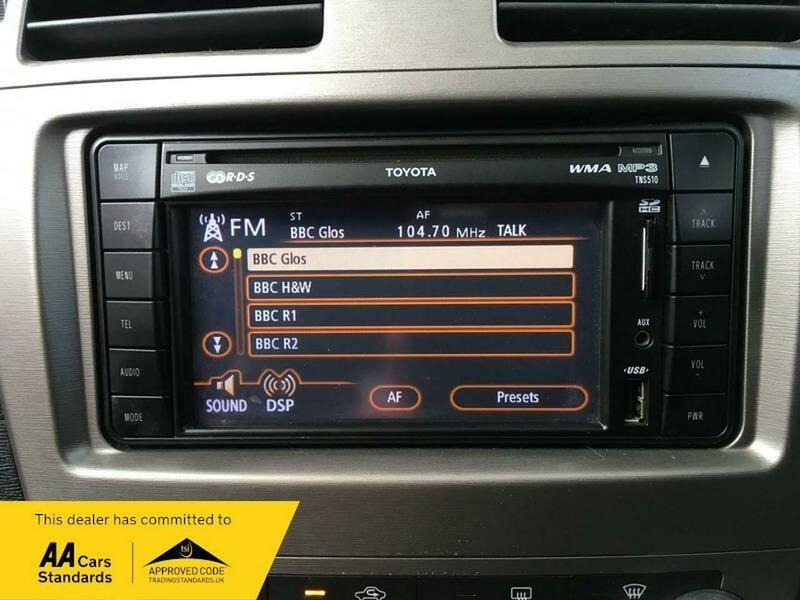 MAP
VOICE
DEST
MENU
TEL
AUDIO
MODE
R·D·S
TOYOTA
WMA MP3
TNS510
TRACK
TRACK
+
VOL
VOL
-
PWR
AUX
USB
FM
ST
AF
BBC Glos
104.70 MHz
TALK
BBC Glos
BBC H&W
BBC R1
BBC R2
SOUND
DSP
AF
Presets
This dealer has committed to
AA Cars
Standards
tsi
APPROVED CODE
TRADINGSTANDARDS.UK